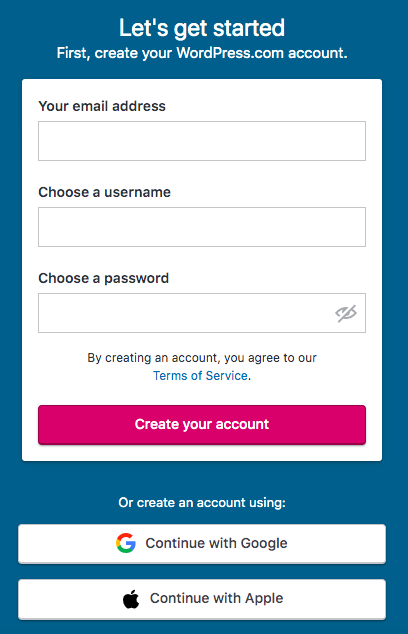 Let's get started
First, create your WordPress.com account.
Your email address
Choose a username
Choose a password
By creating an account, you agree to our
Terms of Service.
Create your account
Or create an account using:
Continue with Google
Continue with Apple